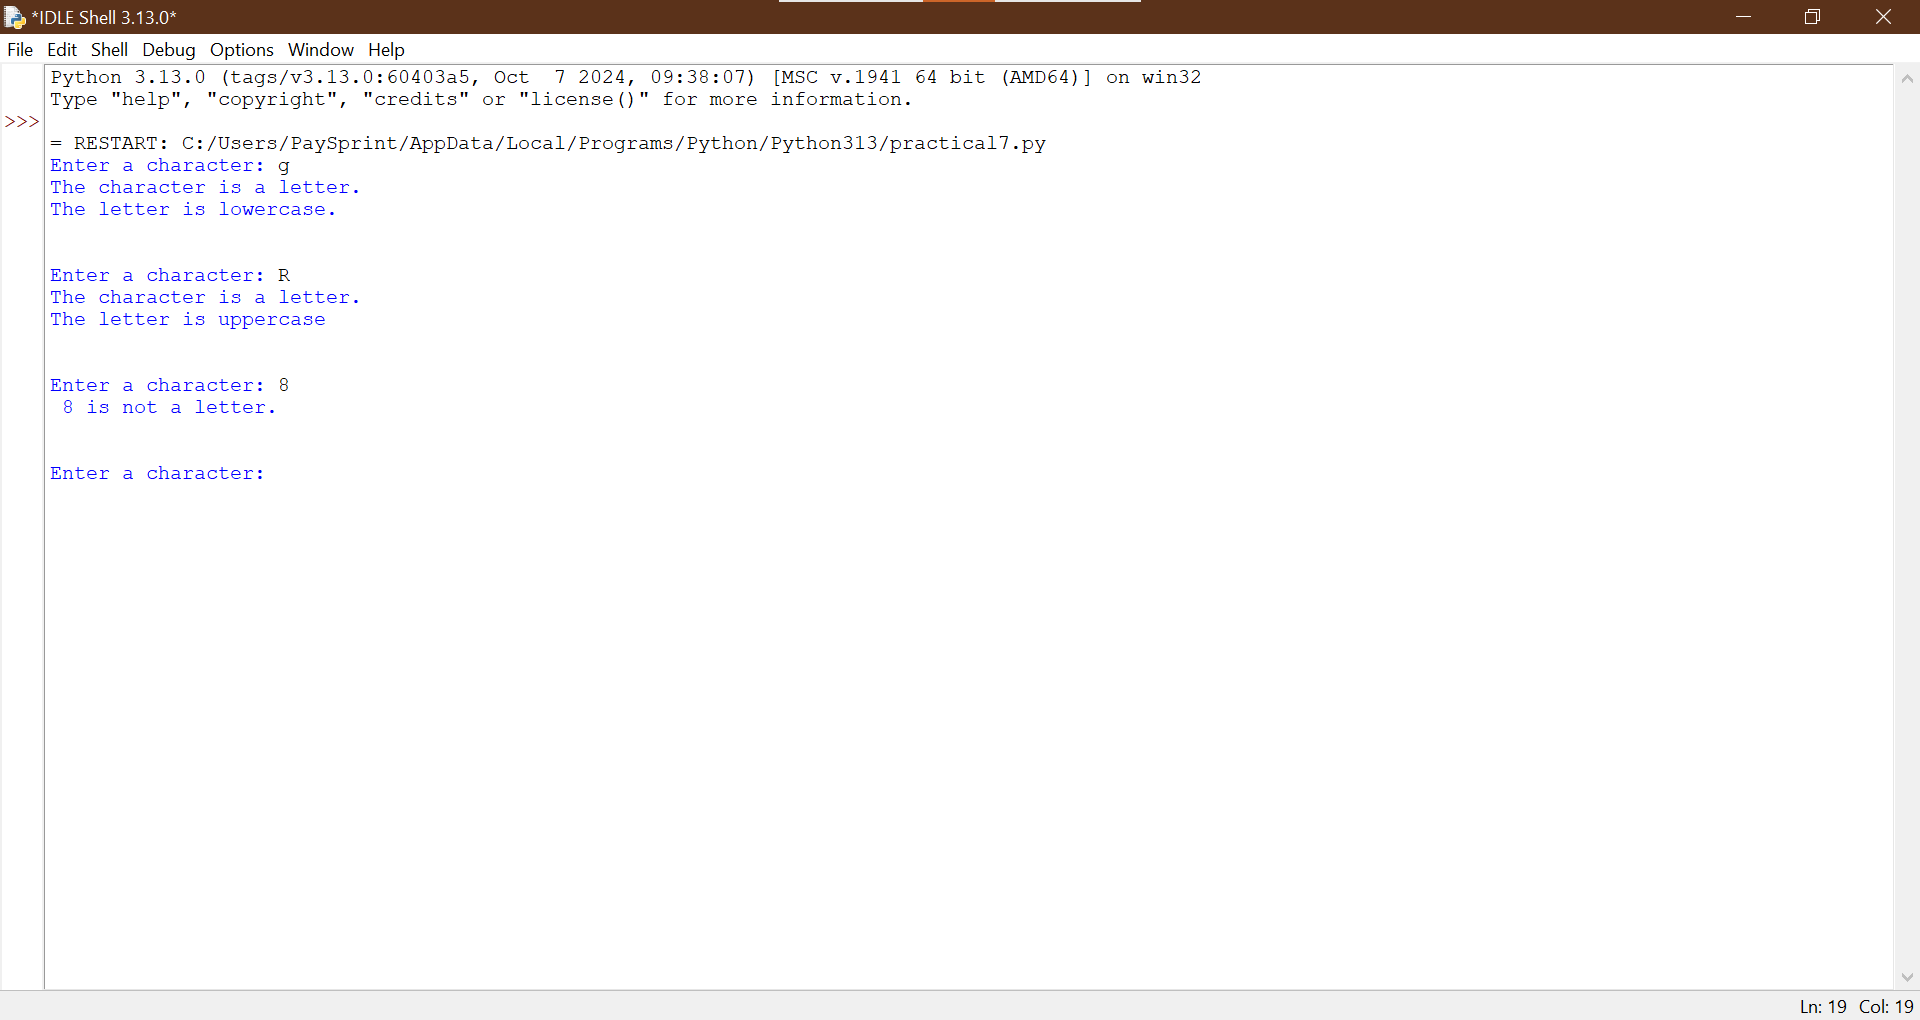 *IDLE Shell 3.13.0*
File Edit Shell Debug Options Window Help
Python 3.13.0 (tags/v3.13.0:60403a5, Oct  7 2024, 09:38:07) [MSC v.1941 64 bit (AMD64)] on win32
Type "help", "copyright", "credits" or "license()" for more information.
>>>
= RESTART: C:/Users/PaySprint/AppData/Local/Programs/Python/Python313/practical7.py
Enter a character: g
The character is a letter.
The letter is lowercase.
Enter a character: R
The character is a letter.
The letter is uppercase
Enter a character: 8
 8 is not a letter.
Enter a character:
Ln: 19 Col: 19